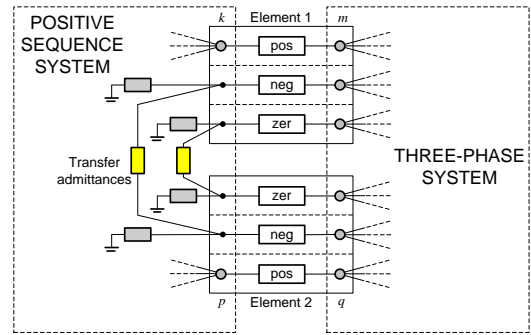 POSITIVE
SEQUENCE
SYSTEM
k Element 1 m
pos
neg
zer
Transfer
admittances
THREE-PHASE
SYSTEM
zer
neg
pos
p Element 2 q